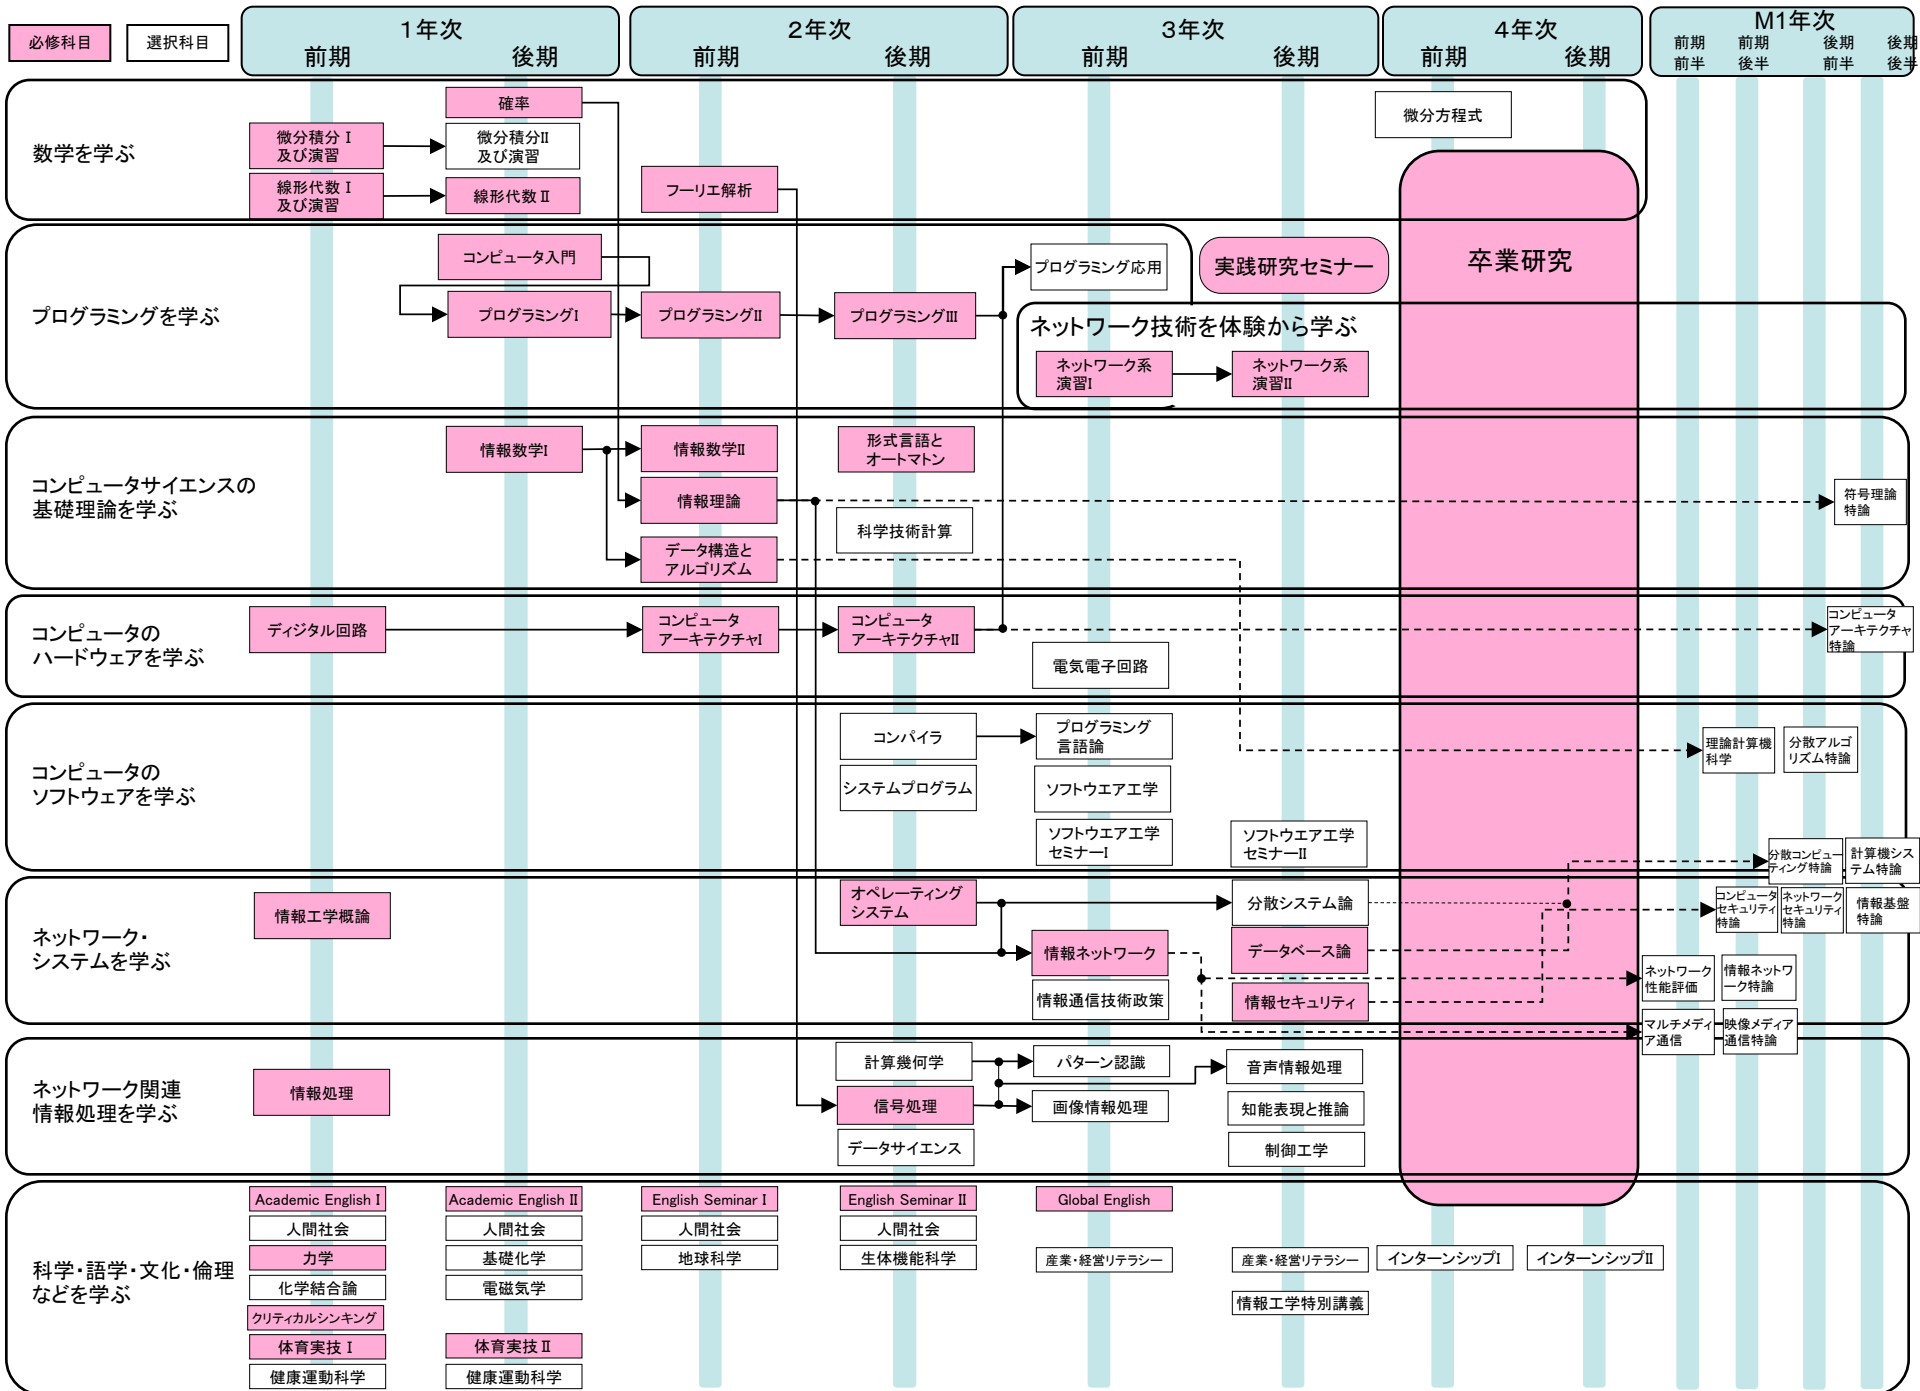 必修科目
選択科目
1年次
前期
後期
2年次
前期
後期
3年次
前期
後期
4年次
前期
後期
M1年次
前期
前半
前期
後半
後期
前半
後期
後半
数学を学ぶ
確率
微分積分 I
及び演習
微分積分II
及び演習
線形代数 I
及び演習
線形代数 II
フーリエ解析
微分方程式
プログラミングを学ぶ
コンピュータ入門
プログラミングI
プログラミングII
プログラミングIII
プログラミング応用
実践研究セミナー
卒業研究
ネットワーク技術を体験から学ぶ
ネットワーク系
演習I
ネットワーク系
演習II
コンピュータサイエンスの
基礎理論を学ぶ
情報数学I
情報数学II
形式言語と
オートマトン
情報理論
科学技術計算
データ構造と
アルゴリズム
符号理論
特論
コンピュータの
ハードウェアを学ぶ
ディジタル回路
コンピュータ
アーキテクチャI
コンピュータ
アーキテクチャII
電気電子回路
コンピュータ
アーキテクチャ
特論
コンピュータの
ソフトウェアを学ぶ
コンパイラ
プログラミング
言語論
システムプログラム
ソフトウエア工学
ソフトウエア工学
セミナーI
ソフトウエア工学
セミナーII
理論計算機
科学
分散アルゴ
リズム特論
分散コンピュー
ティング特論
計算機シス
テム特論
ネットワーク・
システムを学ぶ
情報工学概論
オペレーティング
システム
分散システム論
情報ネットワーク
データベース論
情報通信技術政策
情報セキュリティ
コンピュータ
セキュリティ
特論
ネットワーク
セキュリティ
特論
情報基盤
特論
ネットワーク
性能評価
情報ネットワ
ーク特論
マルチメディ
ア通信
映像メディア
通信特論
ネットワーク関連
情報処理を学ぶ
情報処理
計算幾何学
パターン認識
音声情報処理
信号処理
画像情報処理
知能表現と推論
データサイエンス
制御工学
科学・語学・文化・倫理
などを学ぶ
Academic English I
Academic English II
English Seminar I
English Seminar II
Global English
人間社会
人間社会
人間社会
人間社会
力学
基礎化学
地球科学
生体機能科学
産業・経営リテラシー
産業・経営リテラシー
インターンシップI
インターンシップII
化学結合論
電磁気学
情報工学特別講義
クリティカルシンキング
体育実技 I
体育実技 II
健康運動科学
健康運動科学